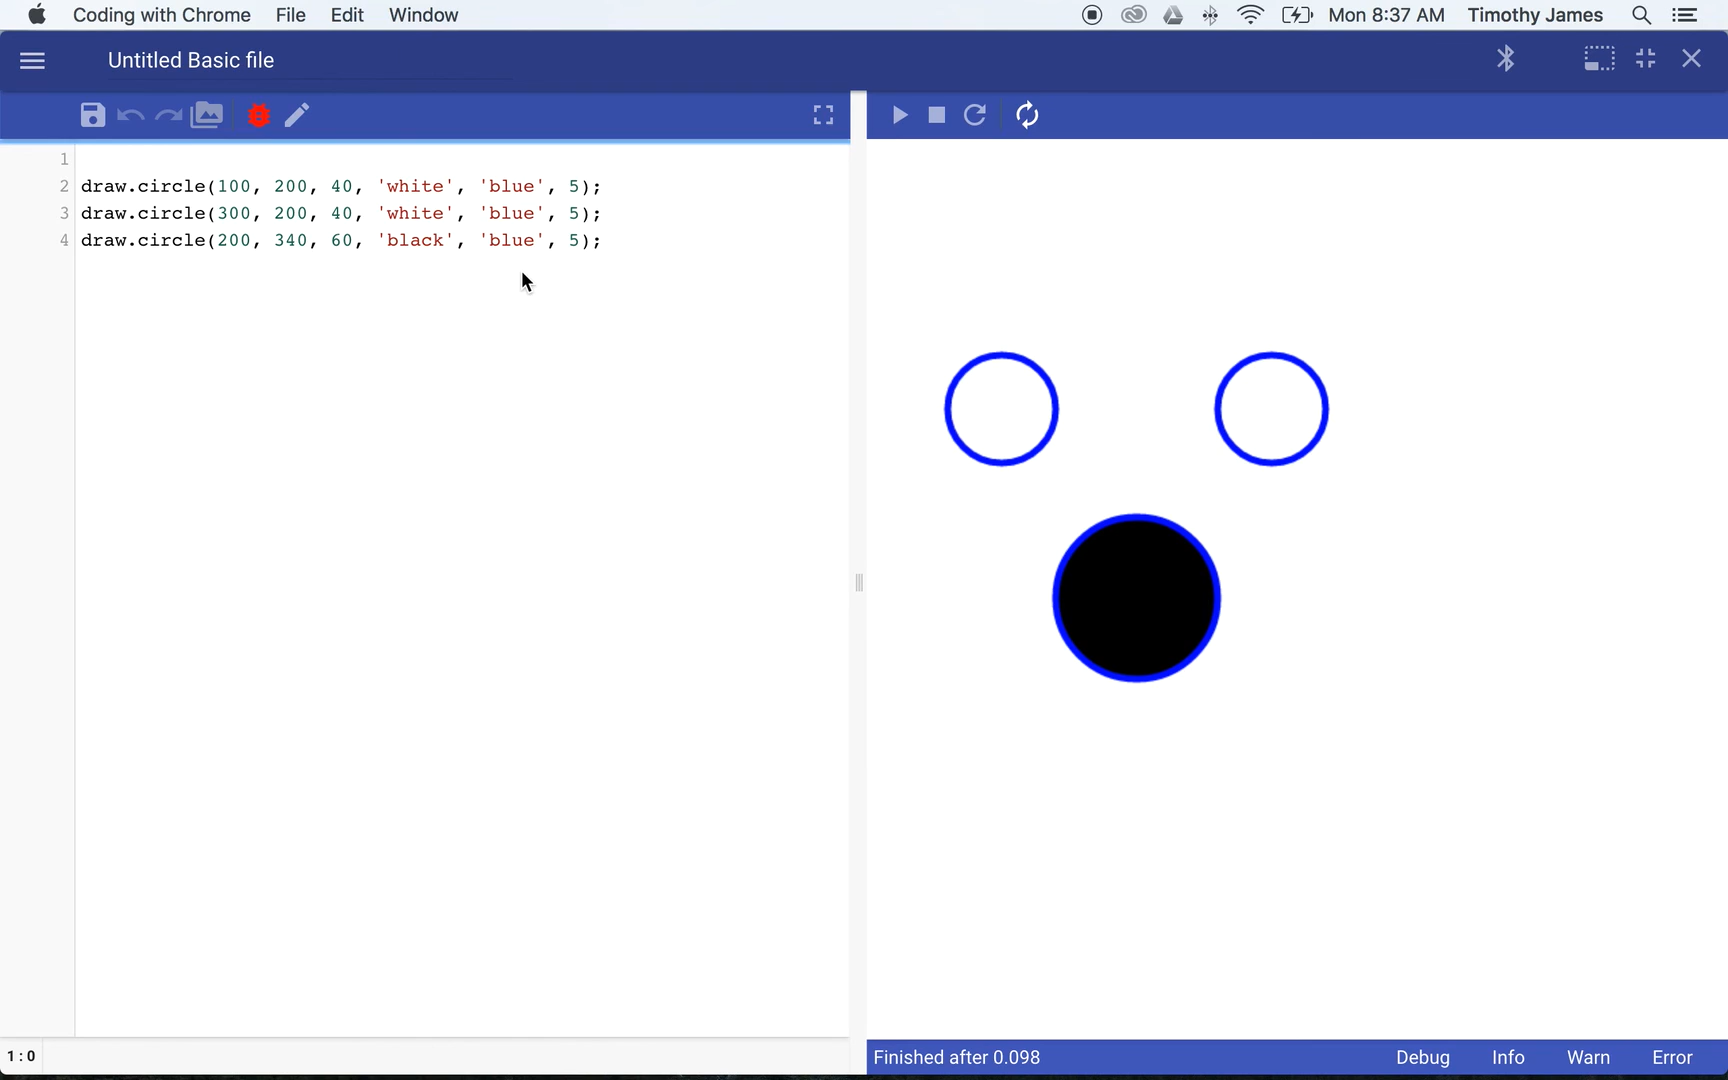 Coding with Chrome File Edit Window Mon 8:37 AM Timothy James
Untitled Basic file
1
2 draw.circle(100, 200, 40, 'white', 'blue', 5);
3 draw.circle(300, 200, 40, 'white', 'blue', 5);
4 draw.circle(200, 340, 60, 'black', 'blue', 5);
1 : 0
Finished after 0.098 Debug Info Warn Error